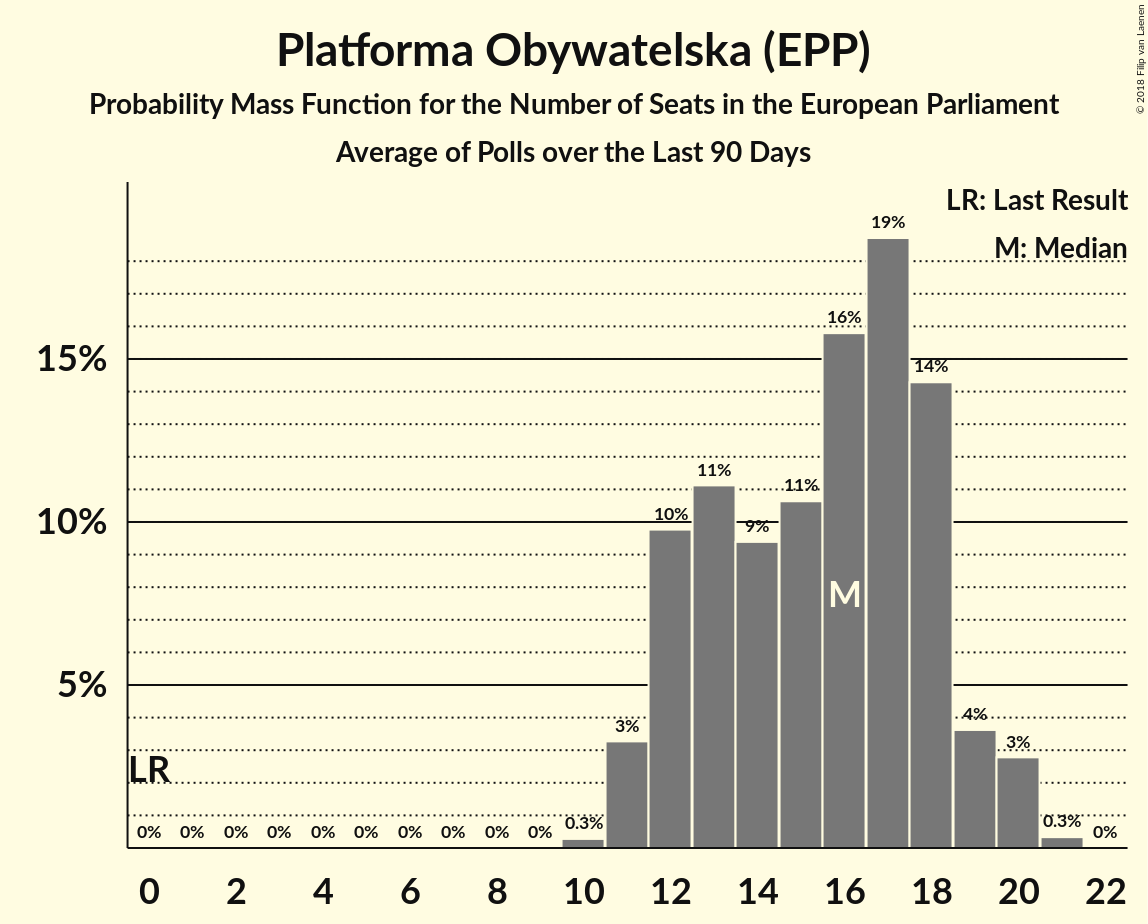 Platforma Obywatelska (EPP)
Probability Mass Function for the Number of Seats in the European Parliament
Average of Polls over the Last 90 Days
© 2018 Filip van Laenen
LR: Last Result
M: Median
19%
16%
15%
14%
11%
11%
10%
10%
9%
M
5%
4%
3%
3%
LR
0% 0% 0% 0% 0% 0% 0% 0% 0% 0% 0.3% 0.3% 0%
0 2 4 6 8 10 12 14 16 18 20 22